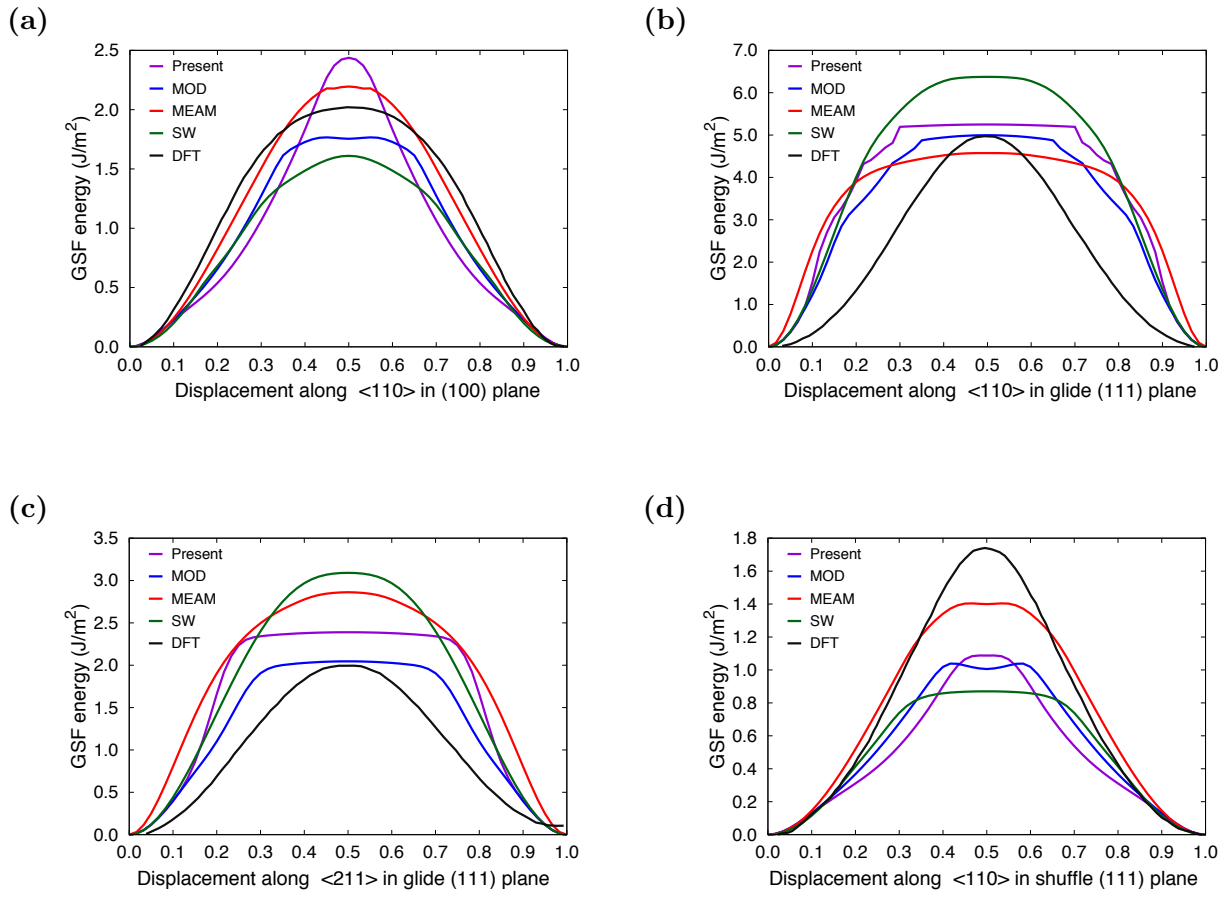 (a)
GSF energy (J/m²)
2.5
2.0
1.5
1.0
0.5
0.0
Present
MOD
MEAM
SW
DFT
0.0 0.1 0.2 0.3 0.4 0.5 0.6 0.7 0.8 0.9 1.0
Displacement along <110> in (100) plane
(b)
GSF energy (J/m²)
7.0
6.0
5.0
4.0
3.0
2.0
1.0
0.0
Present
MOD
MEAM
SW
DFT
0.0 0.1 0.2 0.3 0.4 0.5 0.6 0.7 0.8 0.9 1.0
Displacement along <110> in glide (111) plane
(c)
GSF energy (J/m²)
3.5
3.0
2.5
2.0
1.5
1.0
0.5
0.0
Present
MOD
MEAM
SW
DFT
0.0 0.1 0.2 0.3 0.4 0.5 0.6 0.7 0.8 0.9 1.0
Displacement along <211> in glide (111) plane
(d)
GSF energy (J/m²)
1.8
1.6
1.4
1.2
1.0
0.8
0.6
0.4
0.2
0.0
Present
MOD
MEAM
SW
DFT
0.0 0.1 0.2 0.3 0.4 0.5 0.6 0.7 0.8 0.9 1.0
Displacement along <110> in shuffle (111) plane